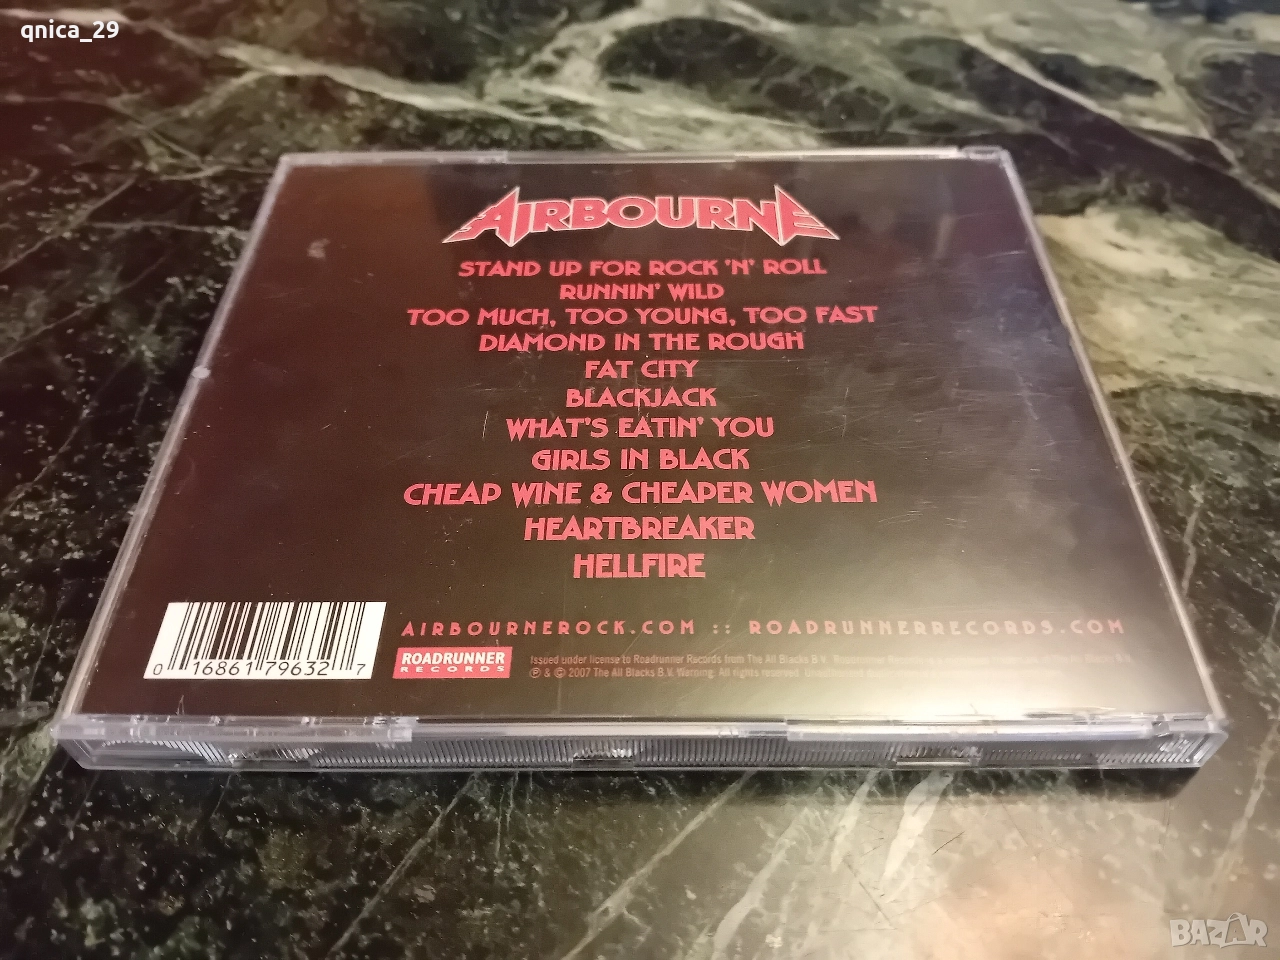 qnica_29
AIRBOURNE
STAND UP FOR ROCK 'N' ROLL
RUNNIN' WILD
TOO MUCH, TOO YOUNG, TOO FAST
DIAMOND IN THE ROUGH
FAT CITY
BLACKJACK
WHAT'S EATIN' YOU
GIRLS IN BLACK
CHEAP WINE & CHEAPER WOMEN
HEARTBREAKER
HELLFIRE
AIRBOURNEROCK.COM :: ROADRUNNERRECORDS.COM
0 16861 79632 7
ROADRUNNER
RECORDS
Issued under license to Roadrunner Records from The All Blacks B.V.
℗ & © 2007 The All Blacks B.V. Warning: All rights reserved.
BAZAR